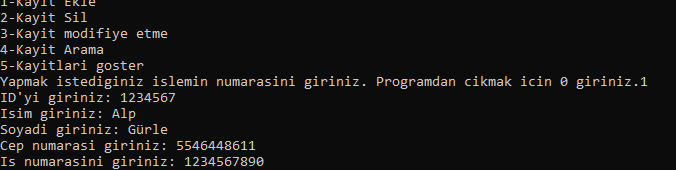 1-Kayit Ekle
2-Kayit Sil
3-Kayit modifiye etme
4-Kayit Arama
5-Kayitlari goster
Yapmak istediginiz islemin numarasini giriniz. Programdan cikmak icin 0 giriniz.1
ID'yi giriniz: 1234567
Isim giriniz: Alp
Soyadi giriniz: Gürle
Cep numarasi giriniz: 5546448611
Is numarasini giriniz: 1234567890